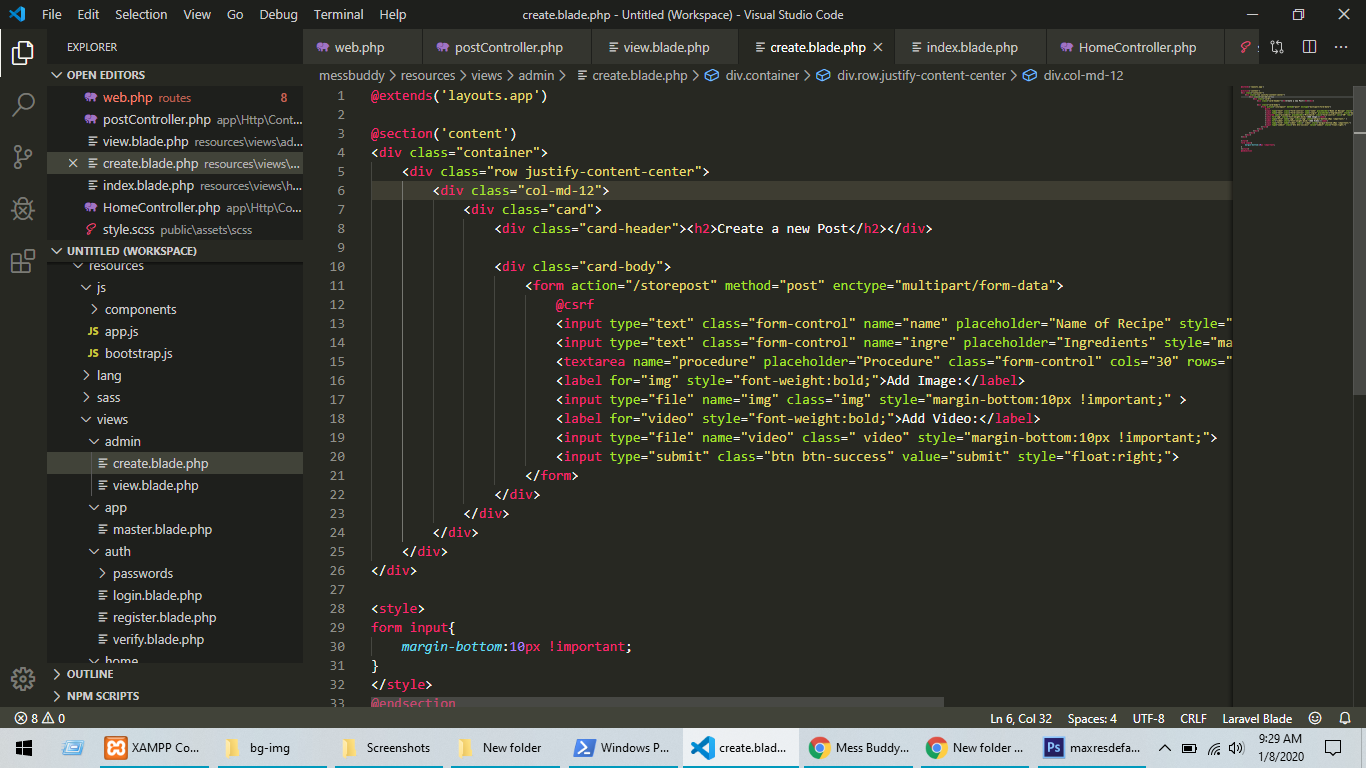 File Edit Selection View Go Debug Terminal Help create.blade.php - Untitled (Workspace) - Visual Studio Code
EXPLORER
OPEN EDITORS
web.php routes 8
postController.php app\Http\Cont...
view.blade.php resources\views\ad...
create.blade.php resources\views\...
index.blade.php resources\views\h...
HomeController.php app\Http\Co...
style.scss public\assets\scss
UNTITLED (WORKSPACE)
resources
js
components
JS app.js
JS bootstrap.js
lang
sass
views
admin
create.blade.php
view.blade.php
app
master.blade.php
auth
passwords
login.blade.php
register.blade.php
verify.blade.php
home
OUTLINE
NPM SCRIPTS
web.php postController.php view.blade.php create.blade.php index.blade.php HomeController.php
messbuddy > resources > views > admin > create.blade.php > div.container > div.row.justify-content-center > div.col-md-12
1 @extends('layouts.app')
2
3 @section('content')
4 <div class="container">
5 <div class="row justify-content-center">
6 <div class="col-md-12">
7 <div class="card">
8 <div class="card-header"><h2>Create a new Post</h2></div>
9
10 <div class="card-body">
11 <form action="/storepost" method="post" enctype="multipart/form-data">
12 @csrf
13 <input type="text" class="form-control" name="name" placeholder="Name of Recipe" style="
14 <input type="text" class="form-control" name="ingre" placeholder="Ingredients" style="ma
15 <textarea name="procedure" placeholder="Procedure" class="form-control" cols="30" rows="
16 <label for="img" style="font-weight:bold;">Add Image:</label>
17 <input type="file" name="img" class="img" style="margin-bottom:10px !important;" >
18 <label for="video" style="font-weight:bold;">Add Video:</label>
19 <input type="file" name="video" class=" video" style="margin-bottom:10px !important;">
20 <input type="submit" class="btn btn-success" value="submit" style="float:right;">
21 </form>
22 </div>
23 </div>
24 </div>
25 </div>
26 </div>
27
28 <style>
29 form input{
30 margin-bottom:10px !important;
31 }
32 </style>
33 @endsection
8 0 Ln 6, Col 32 Spaces: 4 UTF-8 CRLF Laravel Blade
XAMPP Co... bg-img Screenshots New folder Windows P... create.blad... Mess Buddy... New folder ... Ps maxresdefa... 9:29 AM
1/8/2020